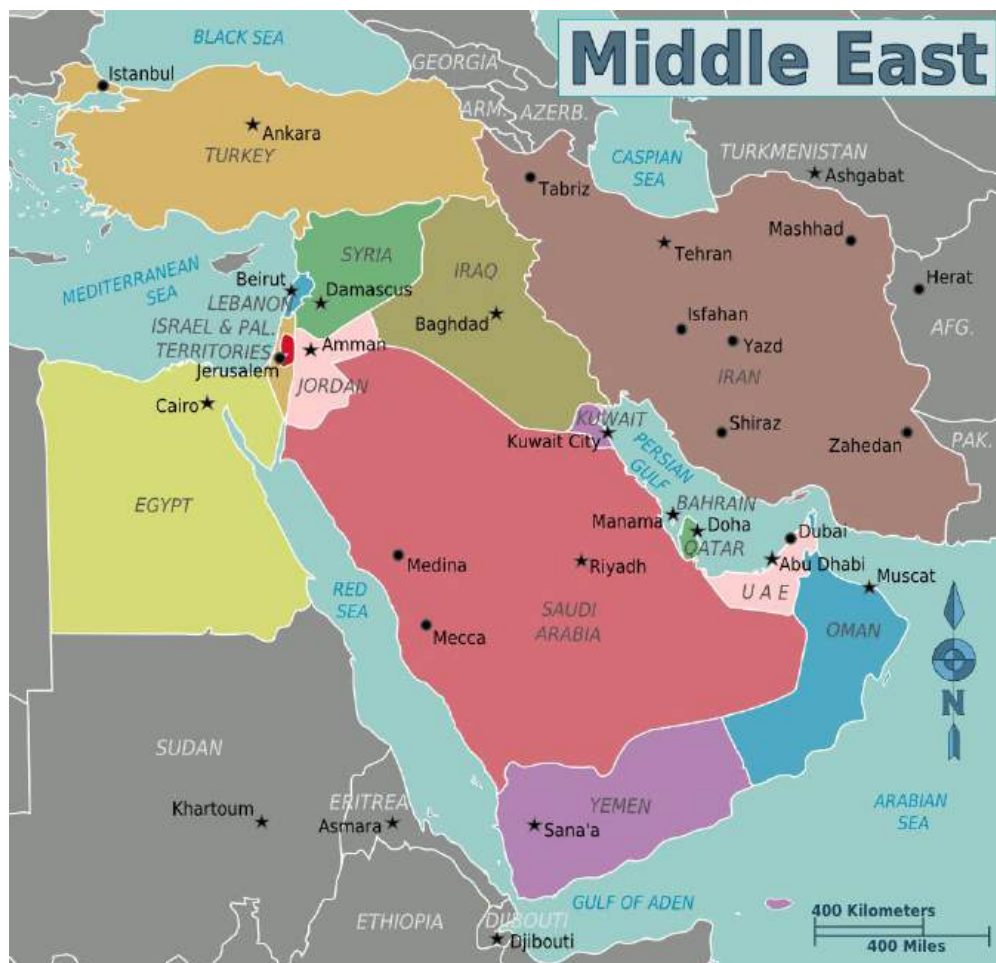 Middle East
BLACK SEA
GEORGIA
Istanbul
ARM.
AZERB.
Ankara
TURKEY
CASPIAN
SEA
TURKMENISTAN
Ashgabat
Tabriz
Mashhad
Tehran
SYRIA
IRAQ
MEDITERRANEAN
SEA
Beirut
Herat
LEBANON
Damascus
Baghdad
Isfahan
AFG.
ISRAEL & PAL.
TERRITORIES
Amman
Yazd
Jerusalem
JORDAN
IRAN
Cairo
KUWAIT
Kuwait City
Shiraz
Zahedan
PAK.
PERSIAN
GULF
EGYPT
BAHRAIN
Manama
Doha
QATAR
Dubai
Abu Dhabi
Medina
Riyadh
Muscat
RED
SEA
U A E
SAUDI
ARABIA
Mecca
OMAN
N
SUDAN
Khartoum
ERITREA
Asmara
YEMEN
Sana'a
ARABIAN
SEA
ETHIOPIA
DJIBOUTI
Djibouti
GULF OF ADEN
400 Kilometers
400 Miles